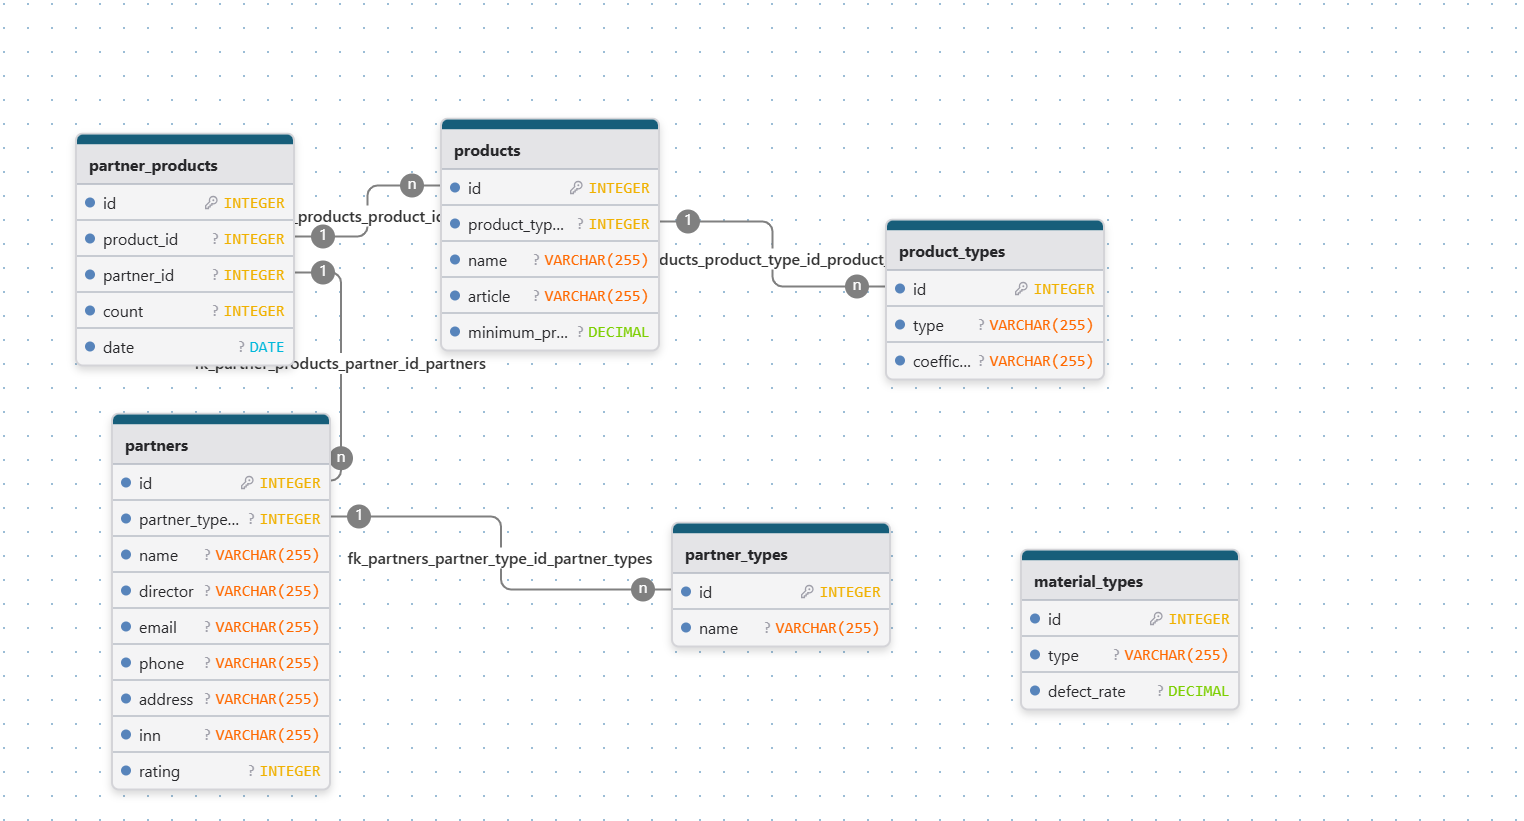 partner_products
id ? INTEGER
product_id ? INTEGER
partner_id ? INTEGER
count ? INTEGER
date ? DATE
products
id INTEGER
product_typ... ? INTEGER
name ? VARCHAR(255)
article ? VARCHAR(255)
minimum_pr... ? DECIMAL
product_types
id INTEGER
type ? VARCHAR(255)
coeffic... ? VARCHAR(255)
partners
id INTEGER
partner_type... ? INTEGER
name ? VARCHAR(255)
director ? VARCHAR(255)
email ? VARCHAR(255)
phone ? VARCHAR(255)
address ? VARCHAR(255)
inn ? VARCHAR(255)
rating ? INTEGER
partner_types
id INTEGER
name ? VARCHAR(255)
material_types
id INTEGER
type ? VARCHAR(255)
defect_rate ? DECIMAL
_products_product_id
1
n
ducts_product_type_id_product_
1
n
fk_partner_products_partner_id_partners
1
n
fk_partners_partner_type_id_partner_types
1
n